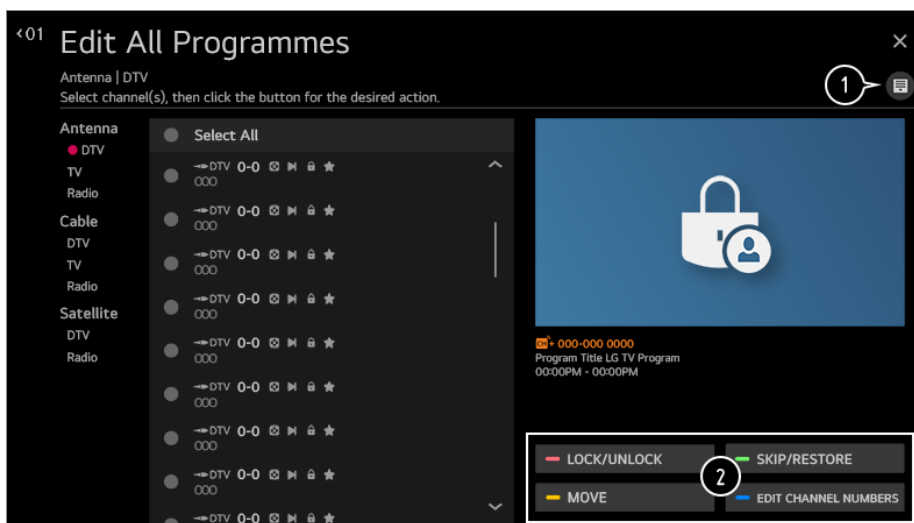 ‹01 Edit All Programmes ×
Antenna | DTV
Select channel(s), then click the button for the desired action.
1
Antenna
DTV
TV
Radio
Cable
DTV
TV
Radio
Satellite
DTV
Radio
Select All
DTV 0-0
000
DTV 0-0
000
DTV 0-0
000
DTV 0-0
000
DTV 0-0
000
DTV 0-0
000
DTV 0-0
000
DTV 0-0
000
DTV 0-0
CH+ 000-000 0000
Program Title LG TV Program
00:00PM - 00:00PM
LOCK/UNLOCK
SKIP/RESTORE
2
MOVE
EDIT CHANNEL NUMBERS